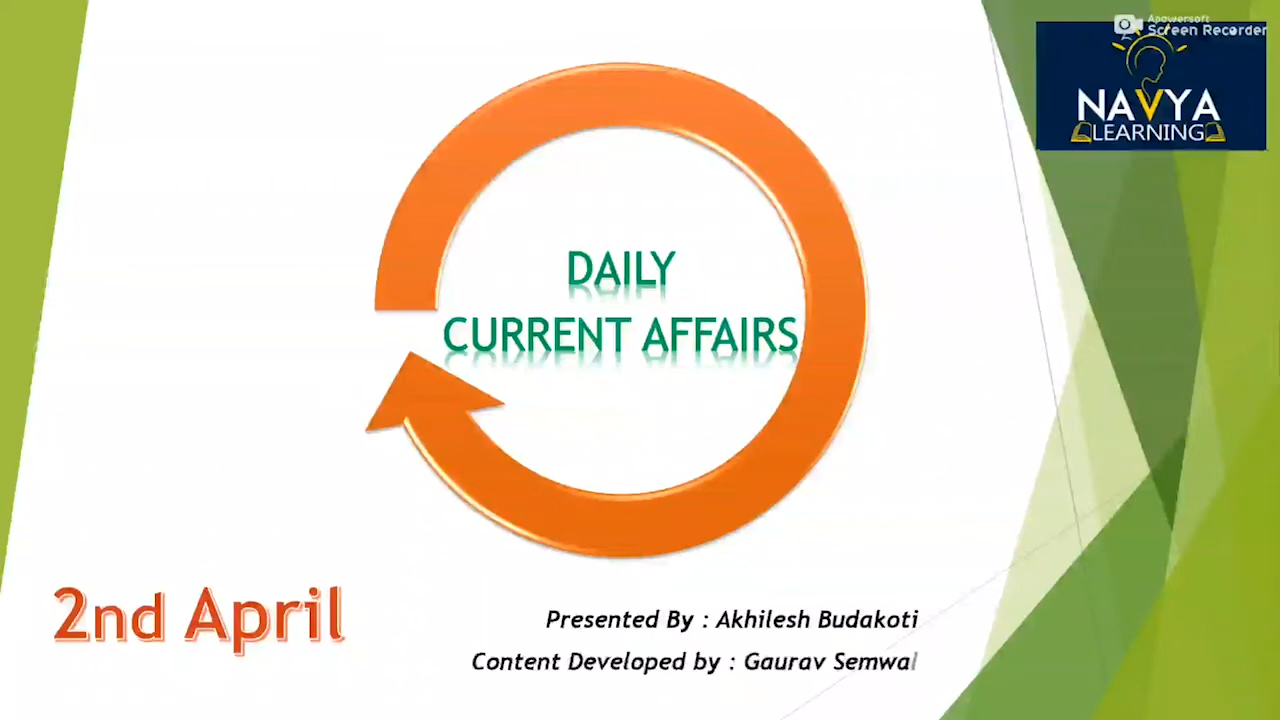 Apowersoft
Screen Recorder
NAVYA
LEARNING
DAILY
CURRENT AFFAIRS
2nd April
Presented By : Akhilesh Budakoti
Content Developed by : Gaurav Semwal